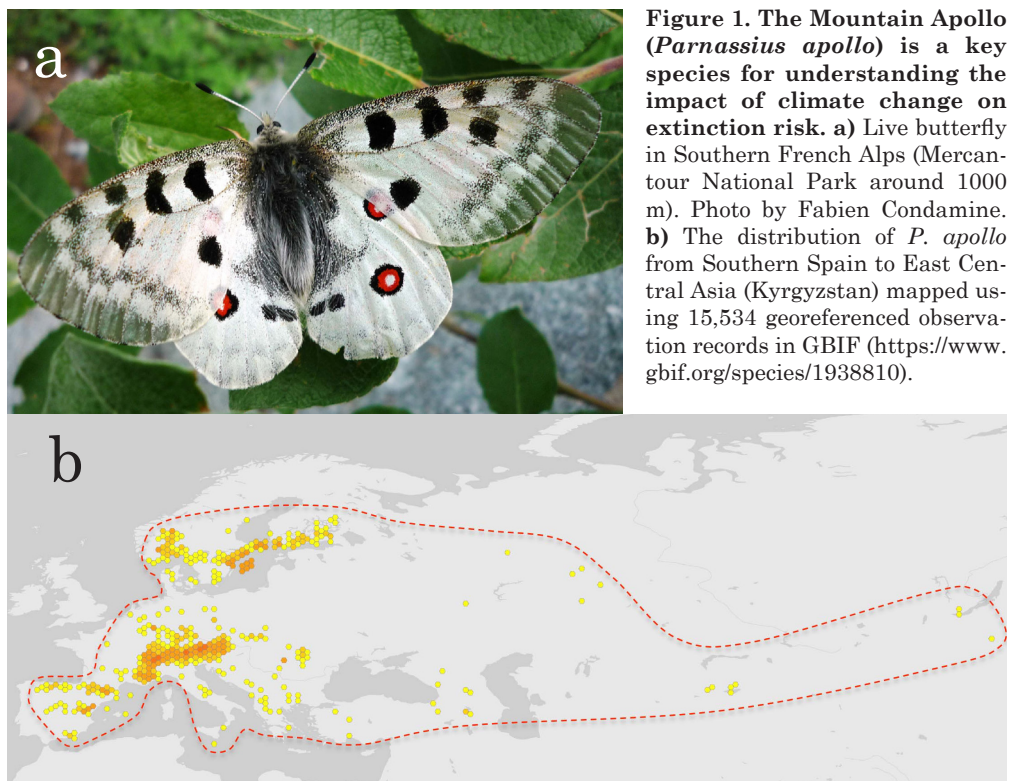 a
Figure 1. The Mountain Apollo
(Parnassius apollo) is a key
species for understanding the
impact of climate change on
extinction risk. a) Live butterfly
in Southern French Alps (Mercan-
tour National Park around 1000
m). Photo by Fabien Condamine.
b) The distribution of P. apollo
from Southern Spain to East Cen-
tral Asia (Kyrgyzstan) mapped us-
ing 15,534 georeferenced observa-
tion records in GBIF (https://www.
gbif.org/species/1938810).
b